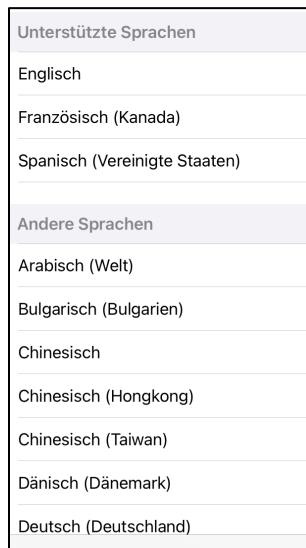 Unterstützte Sprachen
Englisch
Französisch (Kanada)
Spanisch (Vereinigte Staaten)
Andere Sprachen
Arabisch (Welt)
Bulgarisch (Bulgarien)
Chinesisch
Chinesisch (Hongkong)
Chinesisch (Taiwan)
Dänisch (Dänemark)
Deutsch (Deutschland)